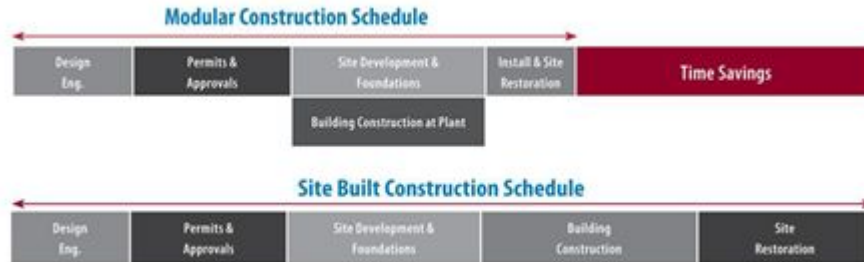 Modular Construction Schedule
Design
Eng.
Permits &
Approvals
Site Development &
Foundations
Install & Site
Restoration
Time Savings
Building Construction at Plant
Site Built Construction Schedule
Design
Eng.
Permits &
Approvals
Site Development &
Foundations
Building
Construction
Site
Restoration